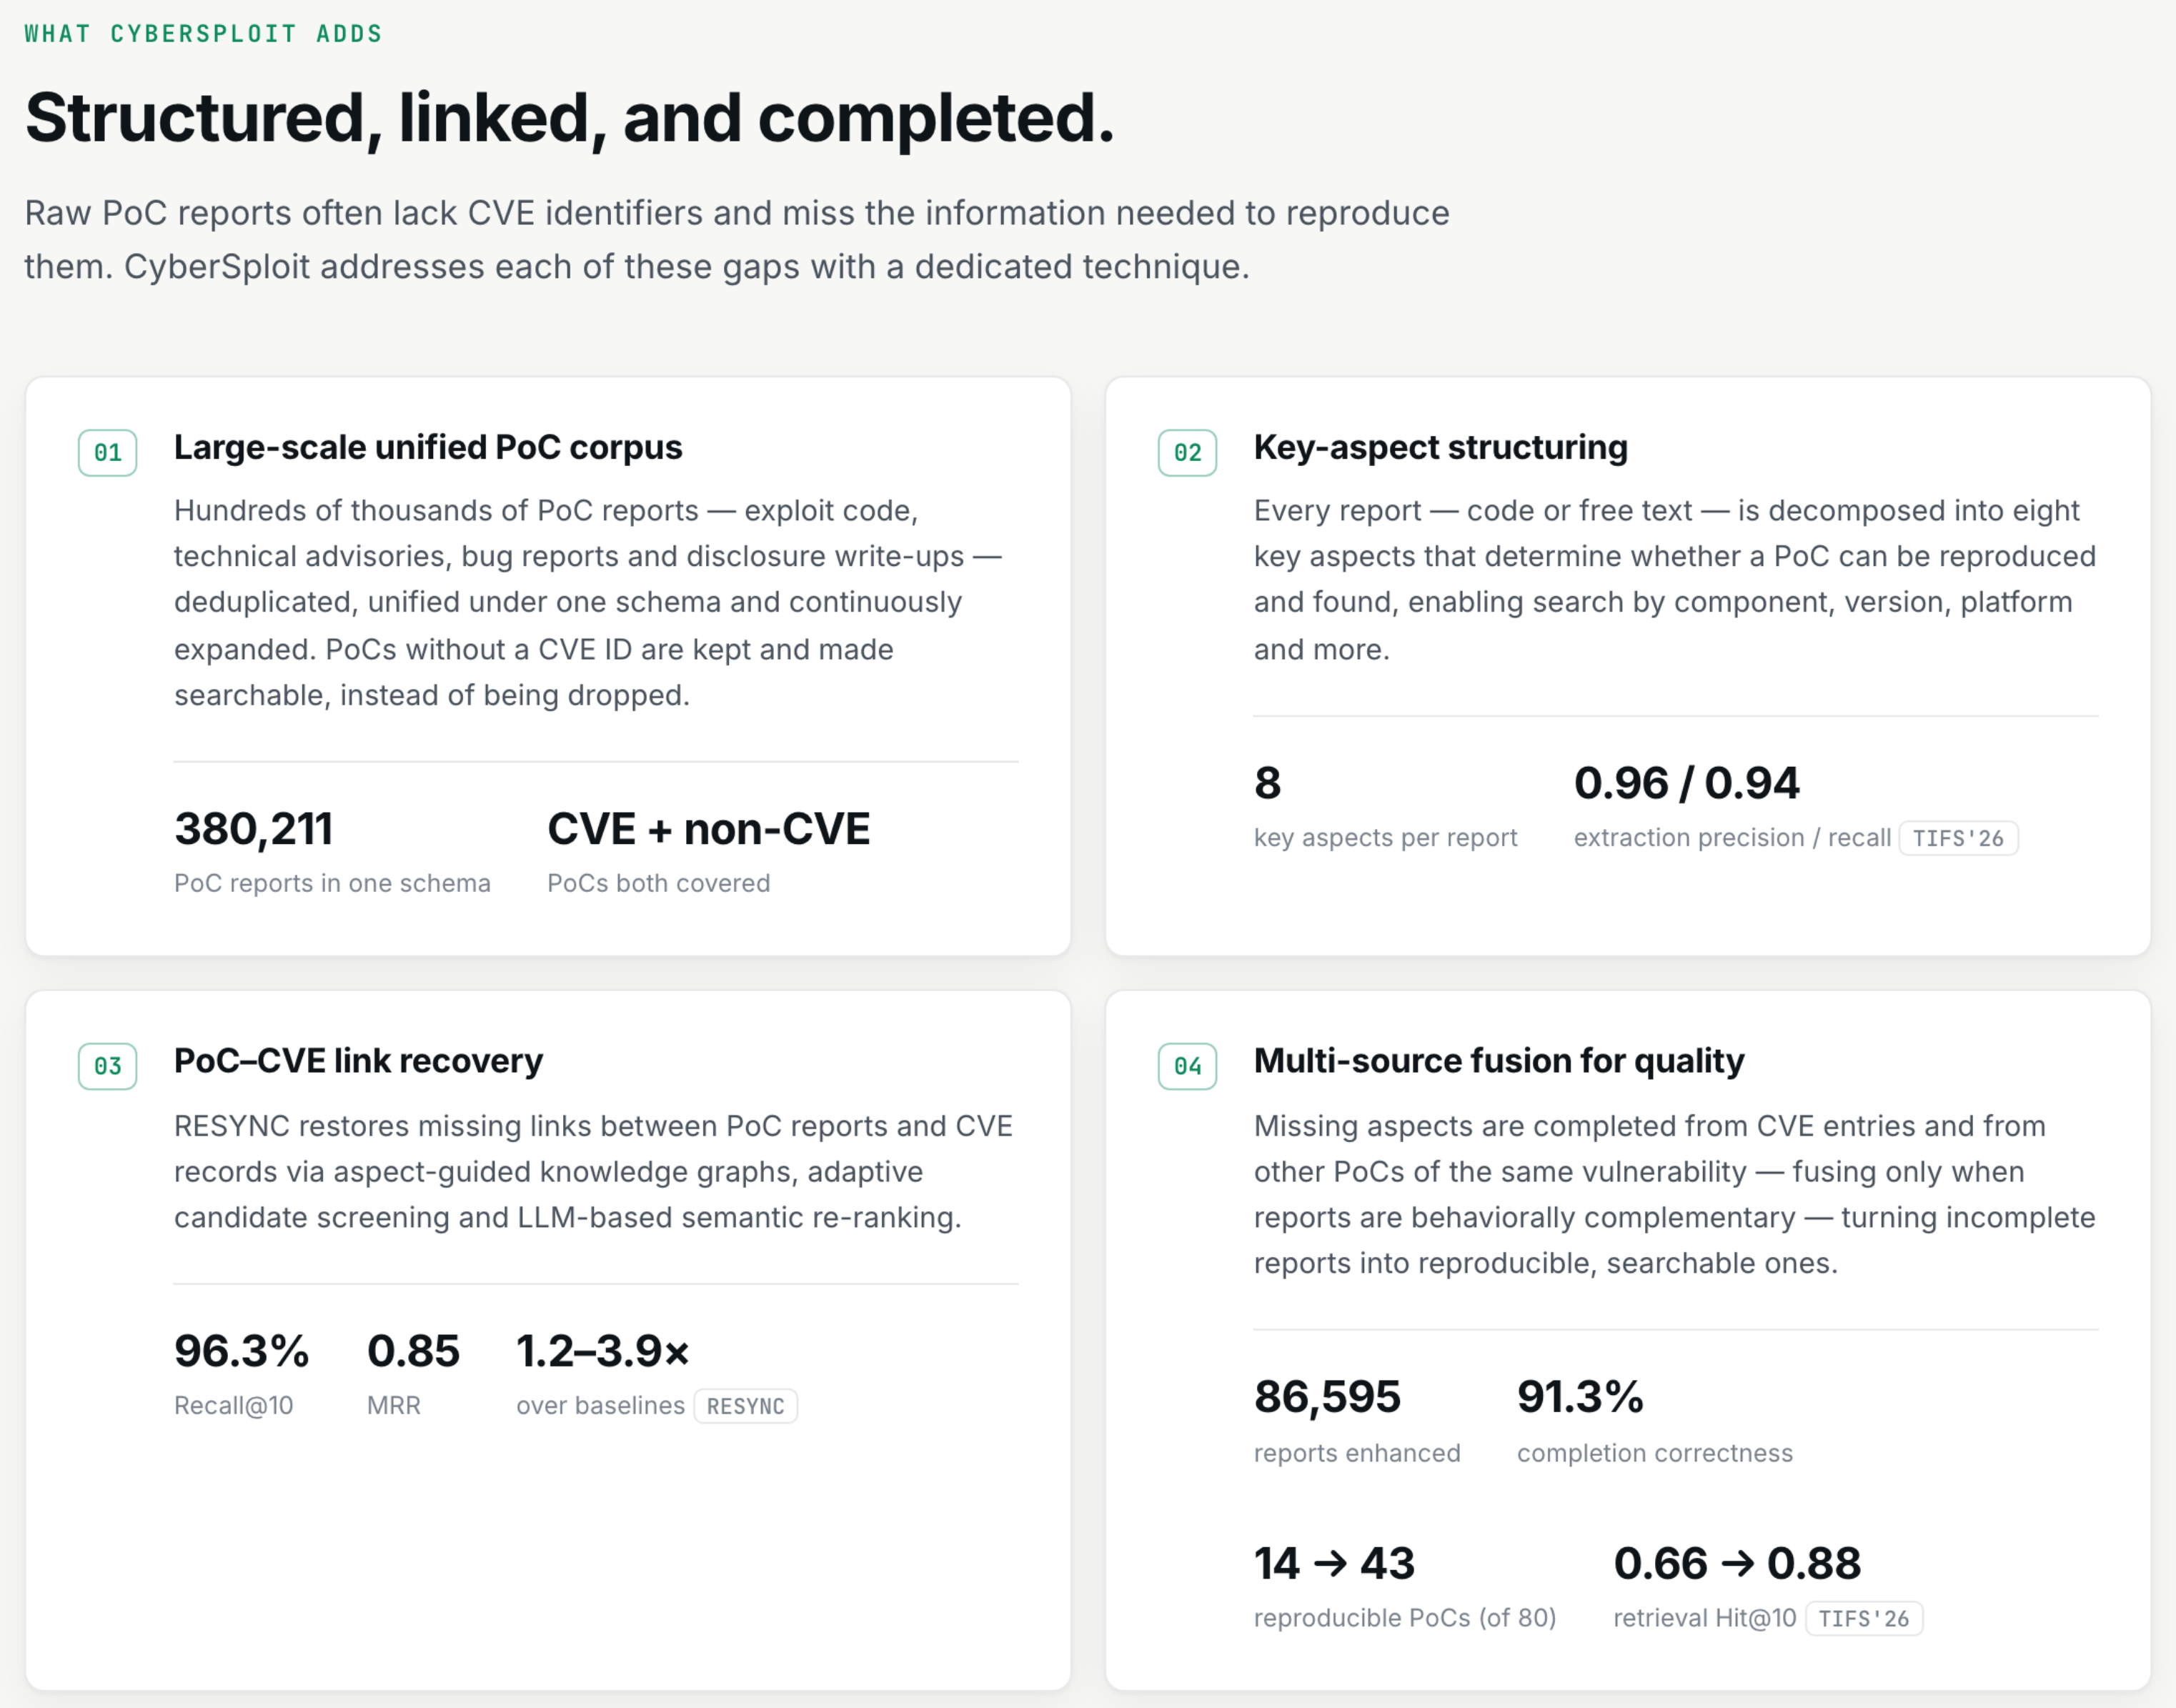 WHAT CYBERSPLOIT ADDS
Structured, linked, and completed.
Raw PoC reports often lack CVE identifiers and miss the information needed to reproduce
them. CyberSploit addresses each of these gaps with a dedicated technique.
01
Large-scale unified PoC corpus
Hundreds of thousands of PoC reports — exploit code,
technical advisories, bug reports and disclosure write-ups —
deduplicated, unified under one schema and continuously
expanded. PoCs without a CVE ID are kept and made
searchable, instead of being dropped.
380,211
PoC reports in one schema
CVE + non-CVE
PoCs both covered
02
Key-aspect structuring
Every report — code or free text — is decomposed into eight
key aspects that determine whether a PoC can be reproduced
and found, enabling search by component, version, platform
and more.
8
key aspects per report
0.96 / 0.94
extraction precision / recall TIFS'26
03
PoC–CVE link recovery
RESYNC restores missing links between PoC reports and CVE
records via aspect-guided knowledge graphs, adaptive
candidate screening and LLM-based semantic re-ranking.
96.3%
Recall@10
0.85
MRR
1.2–3.9×
over baselines RESYNC
04
Multi-source fusion for quality
Missing aspects are completed from CVE entries and from
other PoCs of the same vulnerability — fusing only when
reports are behaviorally complementary — turning incomplete
reports into reproducible, searchable ones.
86,595
reports enhanced
91.3%
completion correctness
14 → 43
reproducible PoCs (of 80)
0.66 → 0.88
retrieval Hit@10 TIFS'26